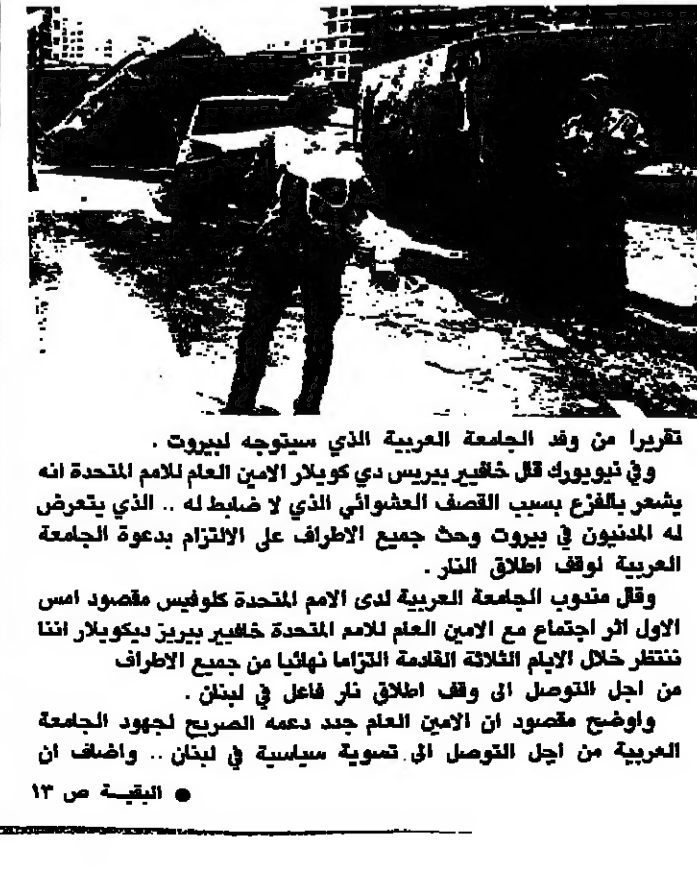 تقريرا من وفد الجامعة العربية الذي سيتوجه لبيروت .
وفي نيويورك قال خافيير بيريس دي كويلار الامين العام للامم المتحدة انه
يشعر بالفزع بسبب القصف العشوائي الذي لا ضابط له .. الذي يتعرض
له المدنيون في بيروت وحث جميع الاطراف على الالتزام بدعوة الجامعة
العربية لوقف اطلاق النار .
وقال مندوب الجامعة العربية لدى الامم المتحدة كلوفيس مقصود امس
الاول اثر اجتماع مع الامين العام للامم المتحدة خافيير بيريز ديكويلار اننا
ننتظر خلال الايام الثلاثة القادمة التزاما نهائيا من جميع الاطراف
من اجل التوصل الى وقف اطلاق نار فاعل في لبنان .
واوضح مقصود ان الامين العام جدد دعمه الصريح لجهود الجامعة
العربية من اجل التوصل الى تسوية سياسية في لبنان .. واضاف ان
● البقيـة ص ١٣